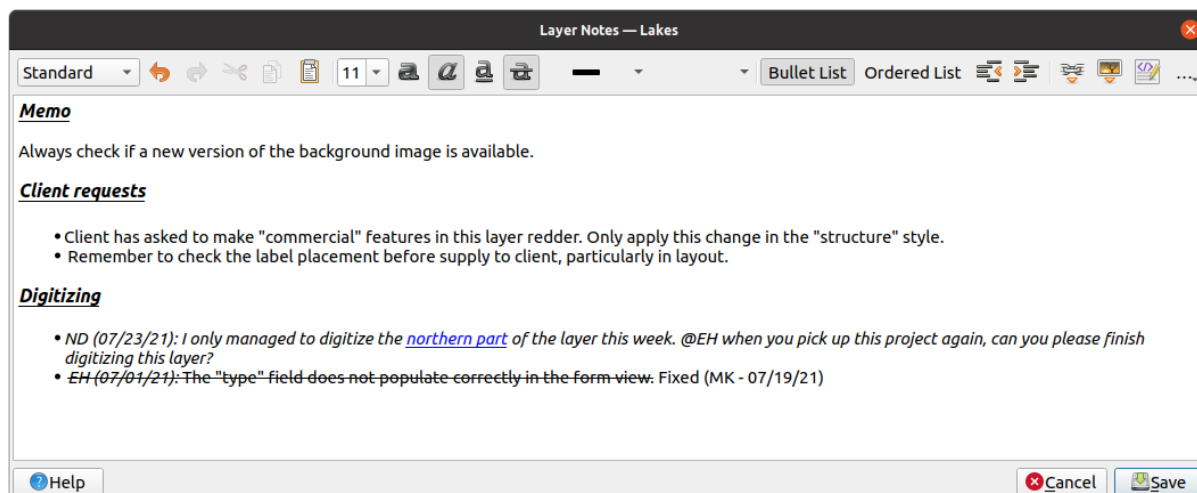 Layer Notes — Lakes
Standard 11 a a a a Bullet List Ordered List ...
Memo
Always check if a new version of the background image is available.
Client requests
• Client has asked to make "commercial" features in this layer redder. Only apply this change in the "structure" style.
• Remember to check the label placement before supply to client, particularly in layout.
Digitizing
• ND (07/23/21): I only managed to digitize the northern part of the layer this week. @EH when you pick up this project again, can you please finish
digitizing this layer?
• EH (07/01/21): The "type" field does not populate correctly in the form view. Fixed (MK - 07/19/21)
Help Cancel Save